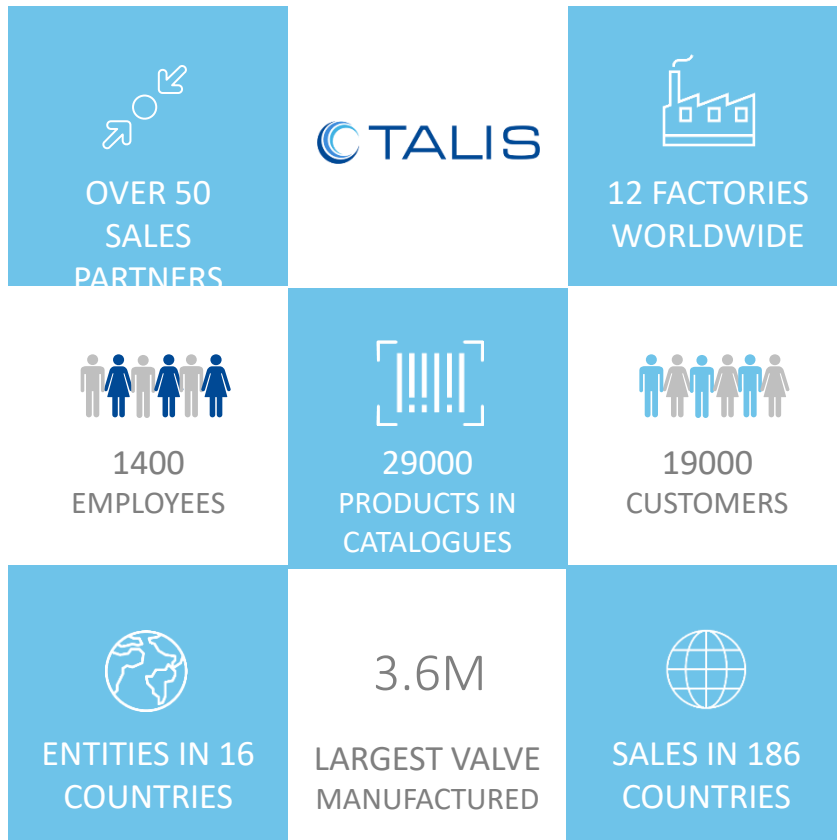 OVER 50
SALES
PARTNERS
TALIS
12 FACTORIES
WORLDWIDE
1400
EMPLOYEES
29000
PRODUCTS IN
CATALOGUES
19000
CUSTOMERS
ENTITIES IN 16
COUNTRIES
3.6M
LARGEST VALVE
MANUFACTURED
SALES IN 186
COUNTRIES